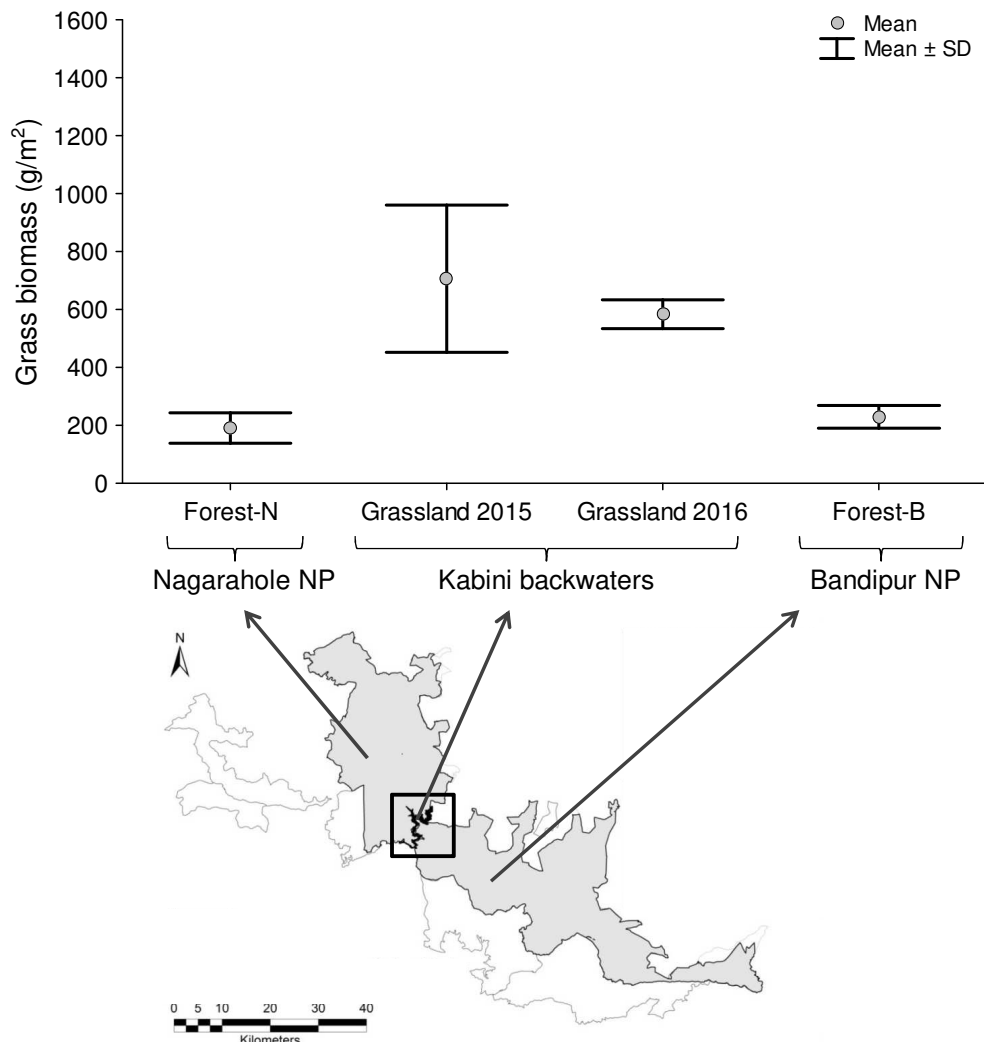 1600
1400
1200
1000
800
600
400
200
0
Grass biomass (g/m²)
Mean
Mean ± SD
Forest-N
Grassland 2015
Grassland 2016
Forest-B
Nagarahole NP
Kabini backwaters
Bandipur NP
N
0 5 10 20 30 40
Kilometers